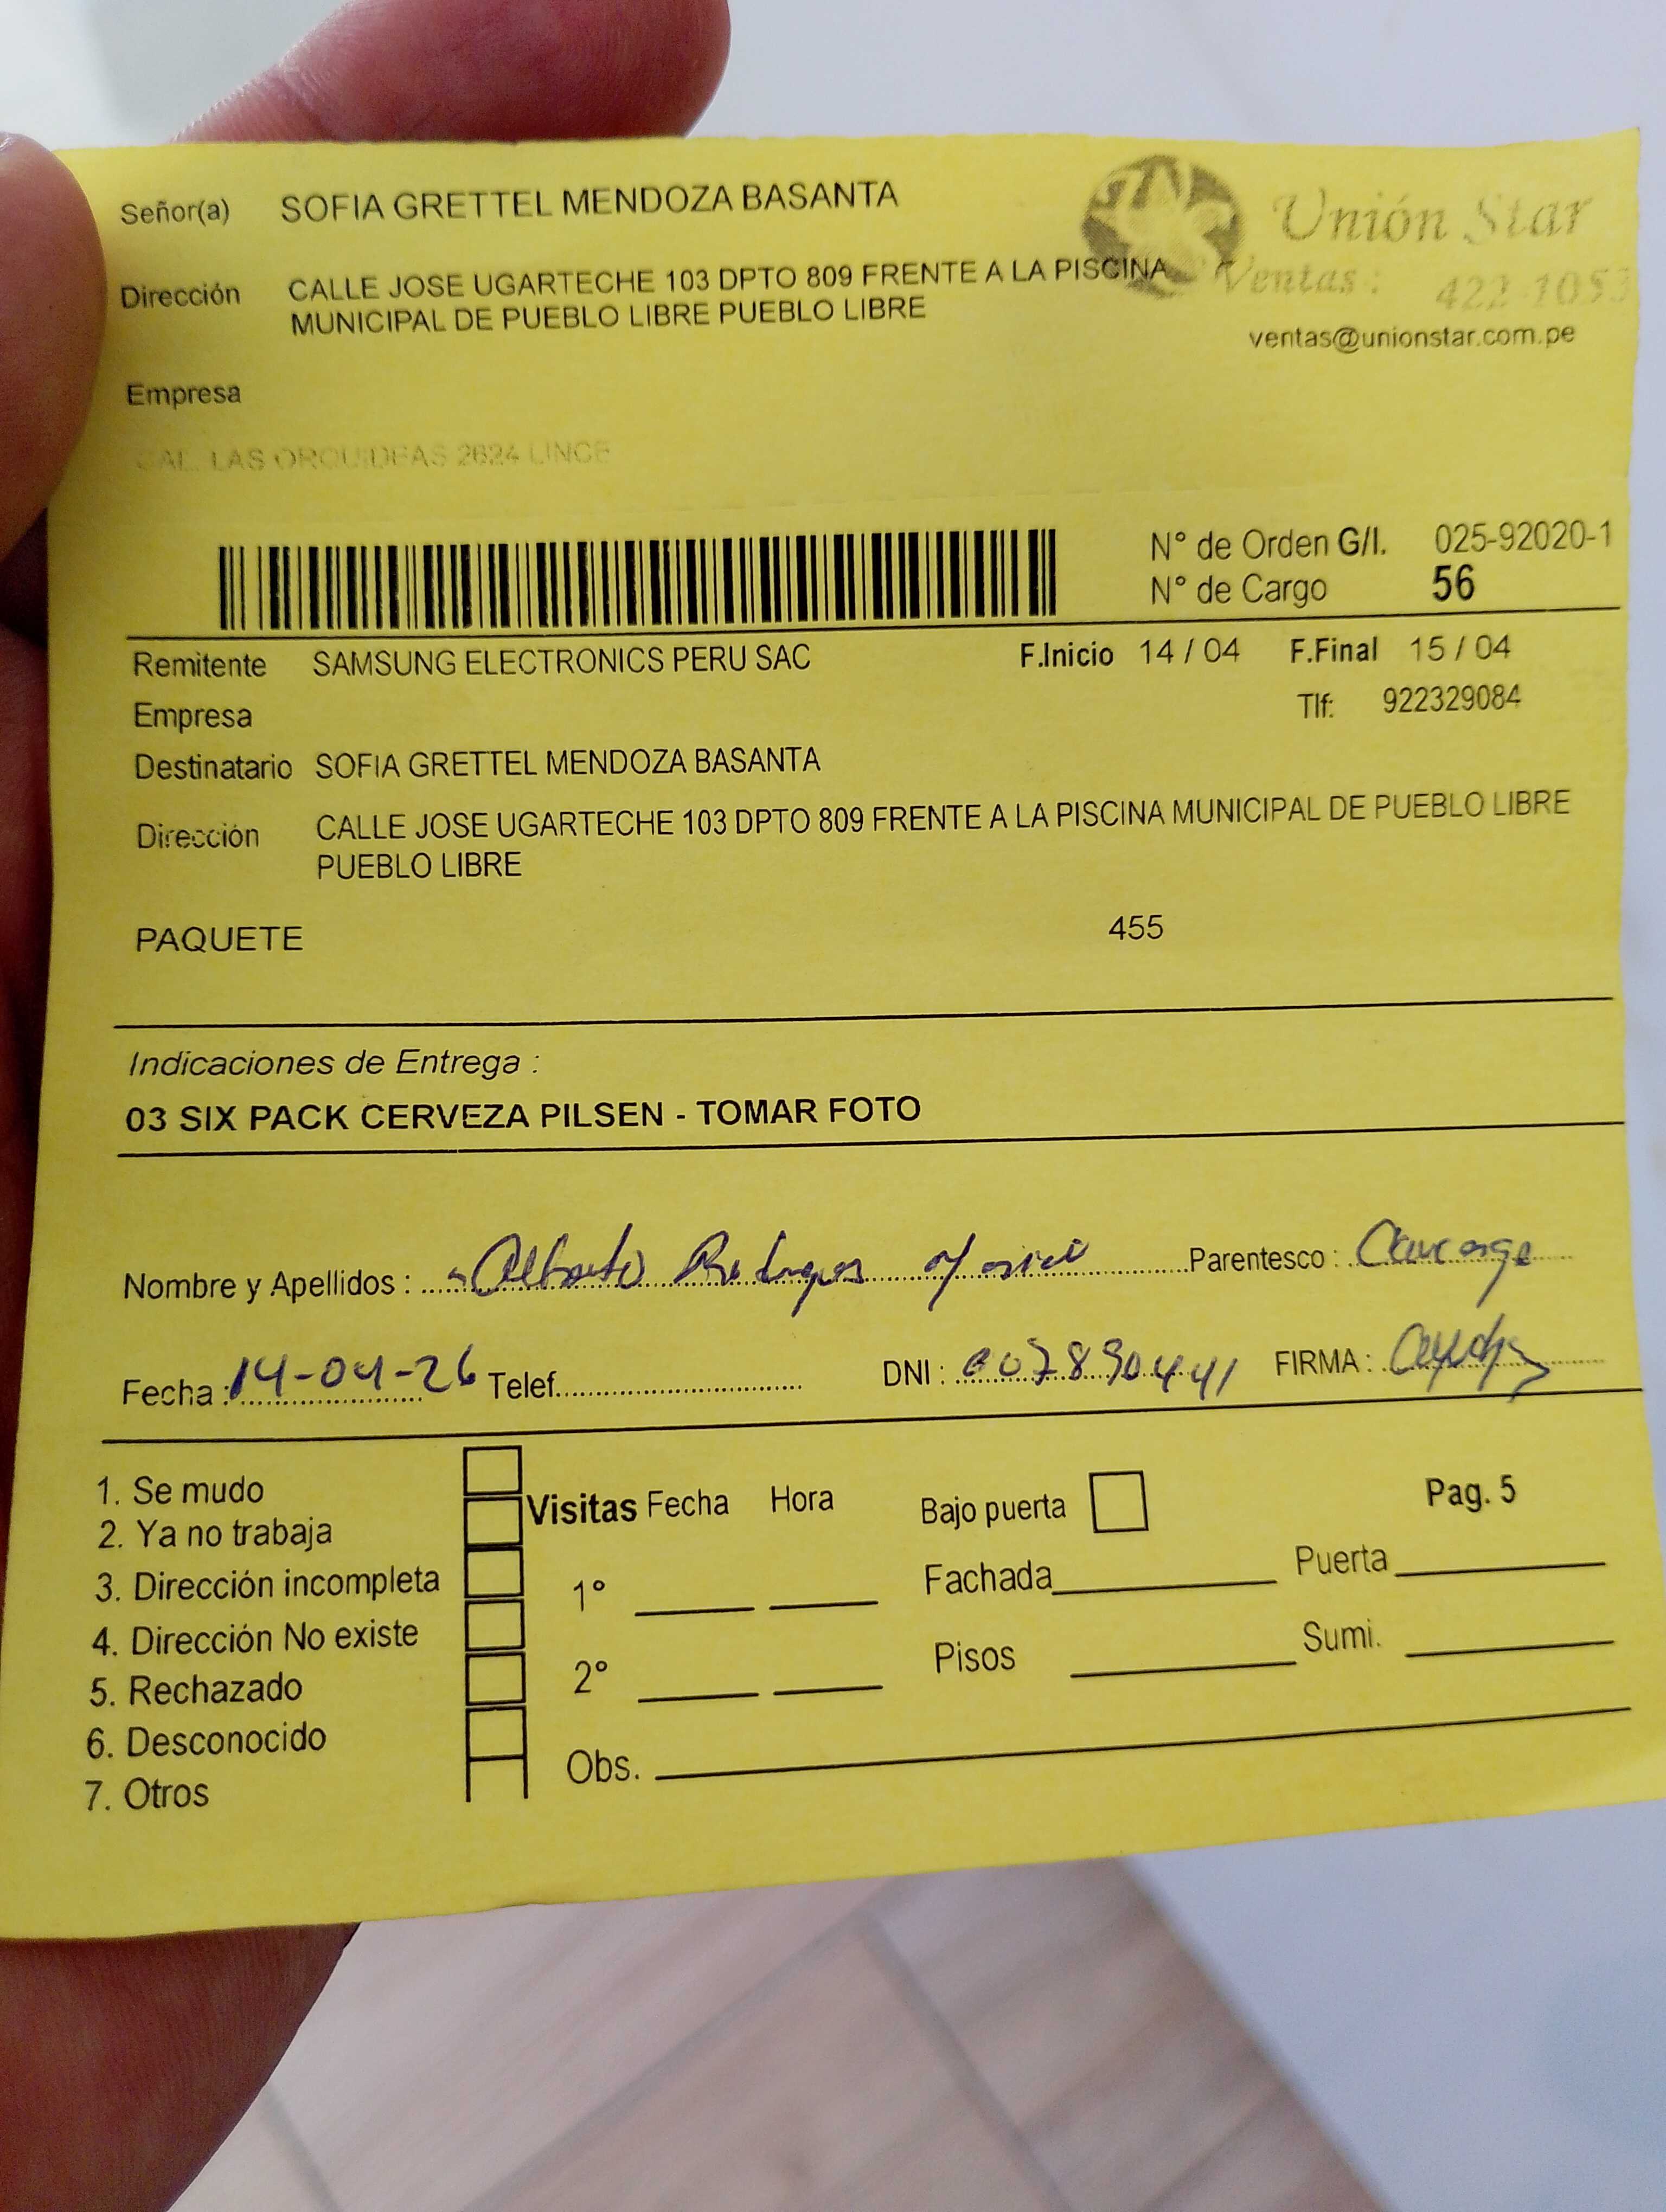 Señor(a) SOFIA GRETTEL MENDOZA BASANTA
Unión Star
Dirección CALLE JOSE UGARTECHE 103 DPTO 809 FRENTE A LA PISCINA
MUNICIPAL DE PUEBLO LIBRE PUEBLO LIBRE
Ventas: 422-1053
ventas@unionstar.com.pe
Empresa
CAL. LAS ORQUIDEAS 2624 LINCE
N° de Orden G/I. 025-92020-1
N° de Cargo 56
Remitente SAMSUNG ELECTRONICS PERU SAC F.Inicio 14 / 04 F.Final 15 / 04
Empresa Tlf: 922329084
Destinatario SOFIA GRETTEL MENDOZA BASANTA
Dirección CALLE JOSE UGARTECHE 103 DPTO 809 FRENTE A LA PISCINA MUNICIPAL DE PUEBLO LIBRE
PUEBLO LIBRE
PAQUETE 455
Indicaciones de Entrega :
03 SIX PACK CERVEZA PILSEN - TOMAR FOTO
Nombre y Apellidos : Alberto Parentesco :
Fecha : 14-04-26 Telef. DNI : FIRMA :
1. Se mudo
2. Ya no trabaja
3. Dirección incompleta
4. Dirección No existe
5. Rechazado
6. Desconocido
7. Otros
Visitas Fecha Hora
1°
2°
Obs.
Bajo puerta Pag. 5
Fachada Puerta
Pisos Sumi.